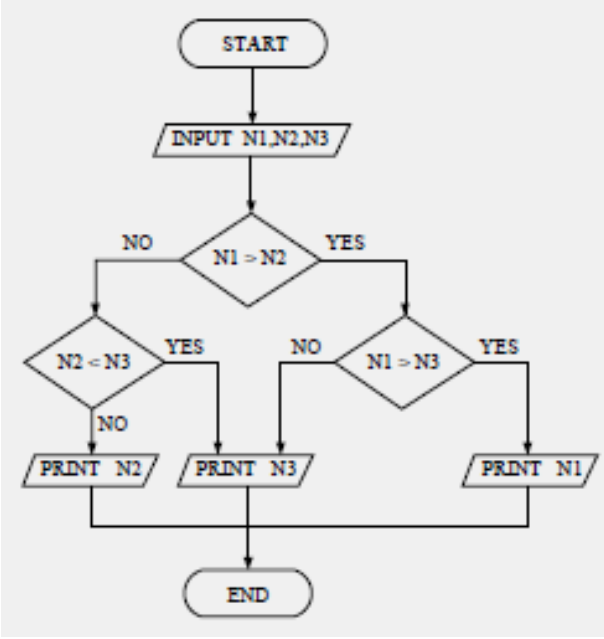 START
INPUT N1,N2,N3
NO
YES
N1 > N2
N2 < N3
YES
NO
N1 > N3
YES
NO
PRINT N2
PRINT N3
PRINT N1
END